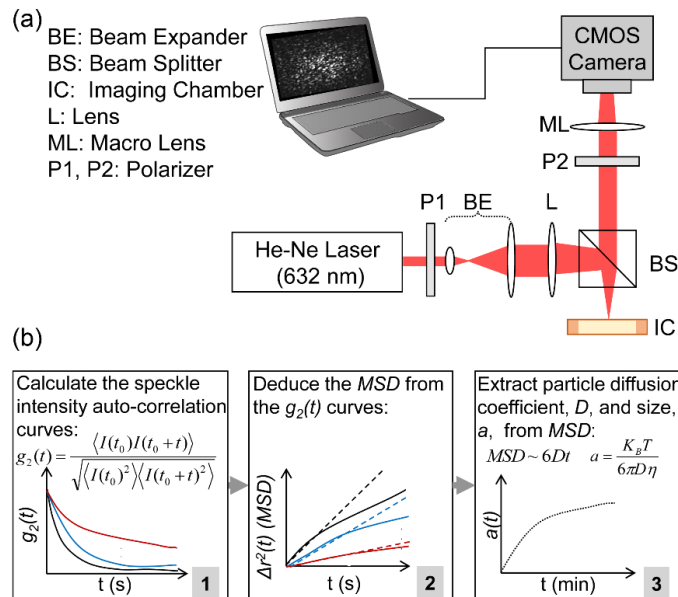 (a)
BE: Beam Expander
BS: Beam Splitter
IC: Imaging Chamber
L: Lens
ML: Macro Lens
P1, P2: Polarizer
CMOS
Camera
ML
P2
P1
BE
L
He-Ne Laser
(632 nm)
BS
IC
(b)
Calculate the speckle
intensity auto-correlation
curves:
g₂(t) = ⟨I(t₀)I(t₀ + t)⟩ / √(⟨I(t₀)²⟩⟨I(t₀ + t)²⟩)
g₂(t)
t (s)
1
Deduce the MSD from
the g₂(t) curves:
Δr²(t) (MSD)
t (s)
2
Extract particle diffusion
coefficient, D, and size,
a, from MSD:
MSD ~ 6Dt a = K_BT / 6πDη
a(t)
t (min)
3